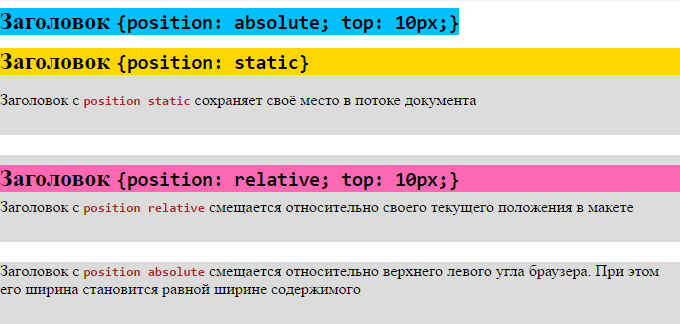 Заголовок {position: absolute; top: 10px;}
Заголовок {position: static}
Заголовок с position static сохраняет своё место в потоке документа
Заголовок {position: relative; top: 10px;}
Заголовок с position relative смещается относительно своего текущего положения в макете
Заголовок с position absolute смещается относительно верхнего левого угла браузера. При этом
его ширина становится равной ширине содержимого